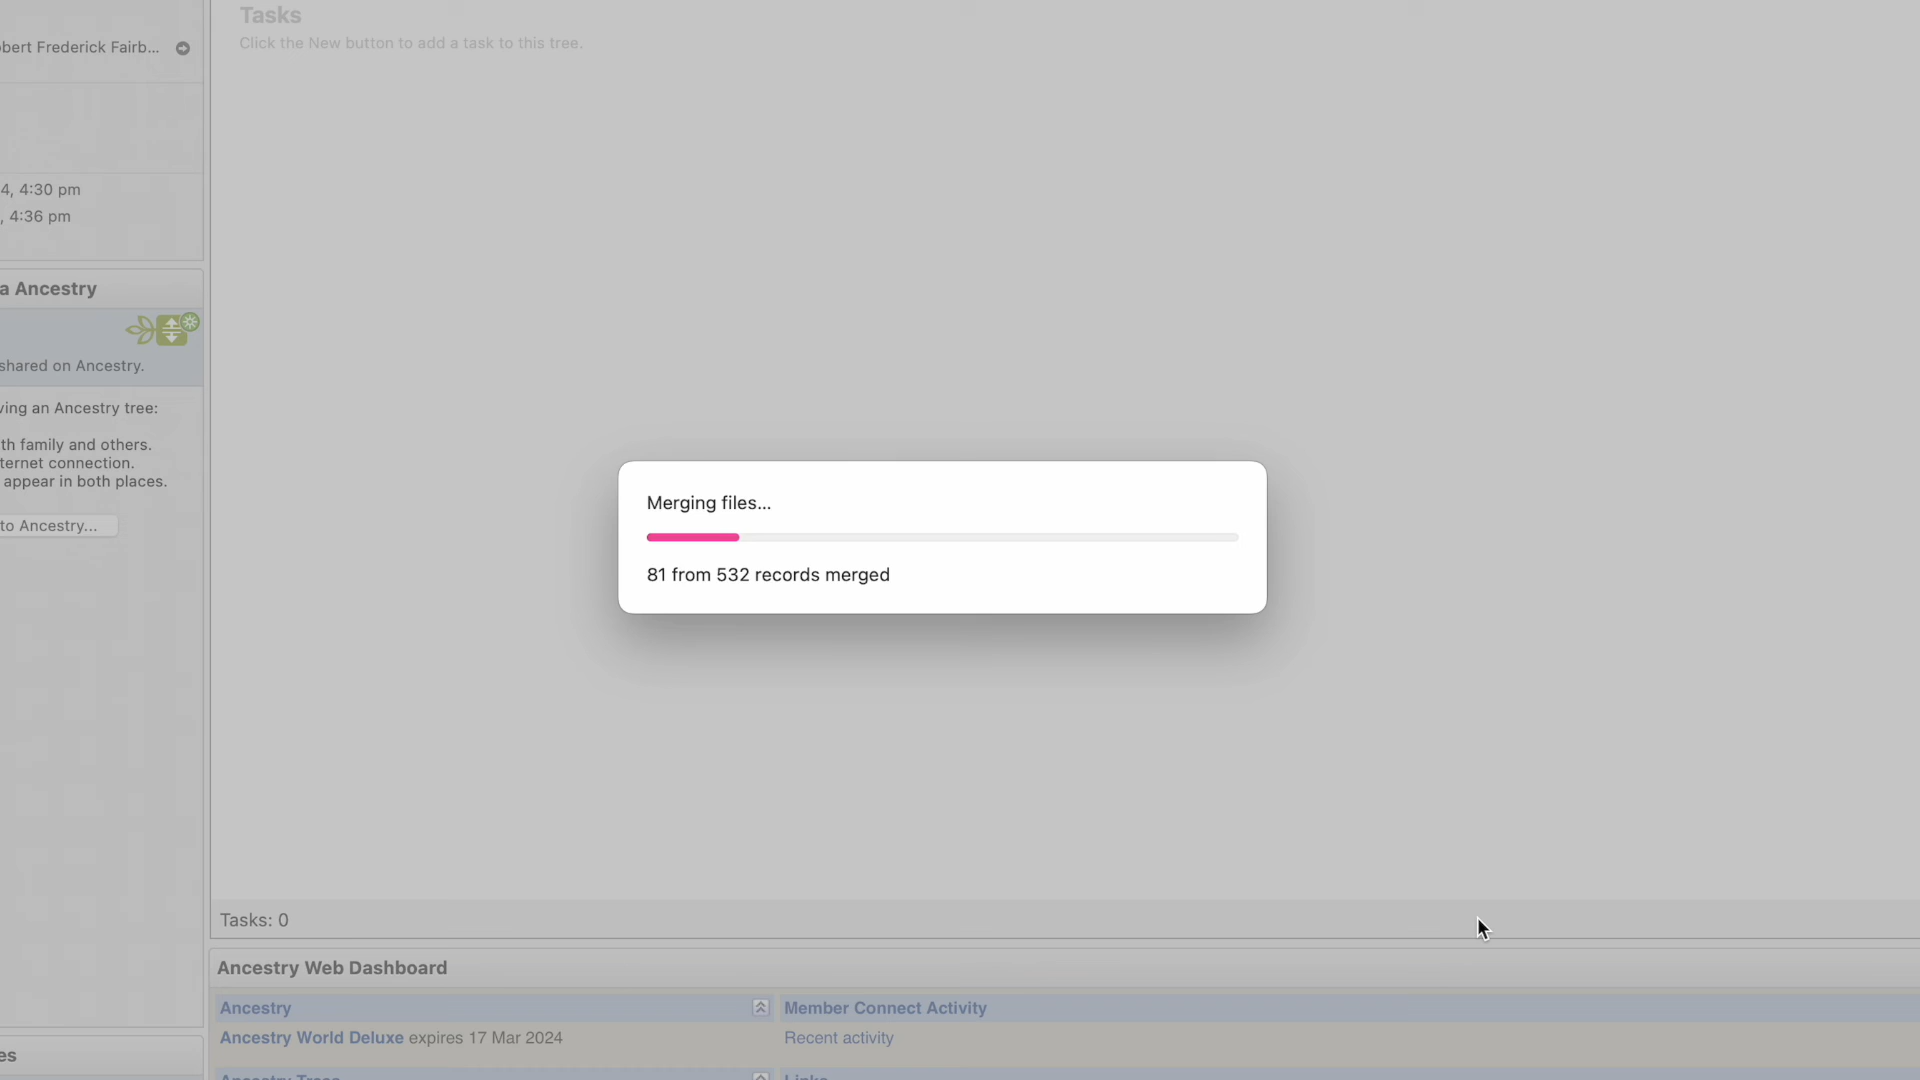 Tasks
Click the New button to add a task to this tree.
bert Frederick Fairb...
4, 4:30 pm
, 4:36 pm
a Ancestry
shared on Ancestry.
ving an Ancestry tree:
th family and others.
ternet connection.
appear in both places.
to Ancestry...
Merging files...
81 from 532 records merged
Tasks: 0
Ancestry Web Dashboard
Ancestry
Member Connect Activity
Ancestry World Deluxe expires 17 Mar 2024
Recent activity
es
Ancestry Trees
Links